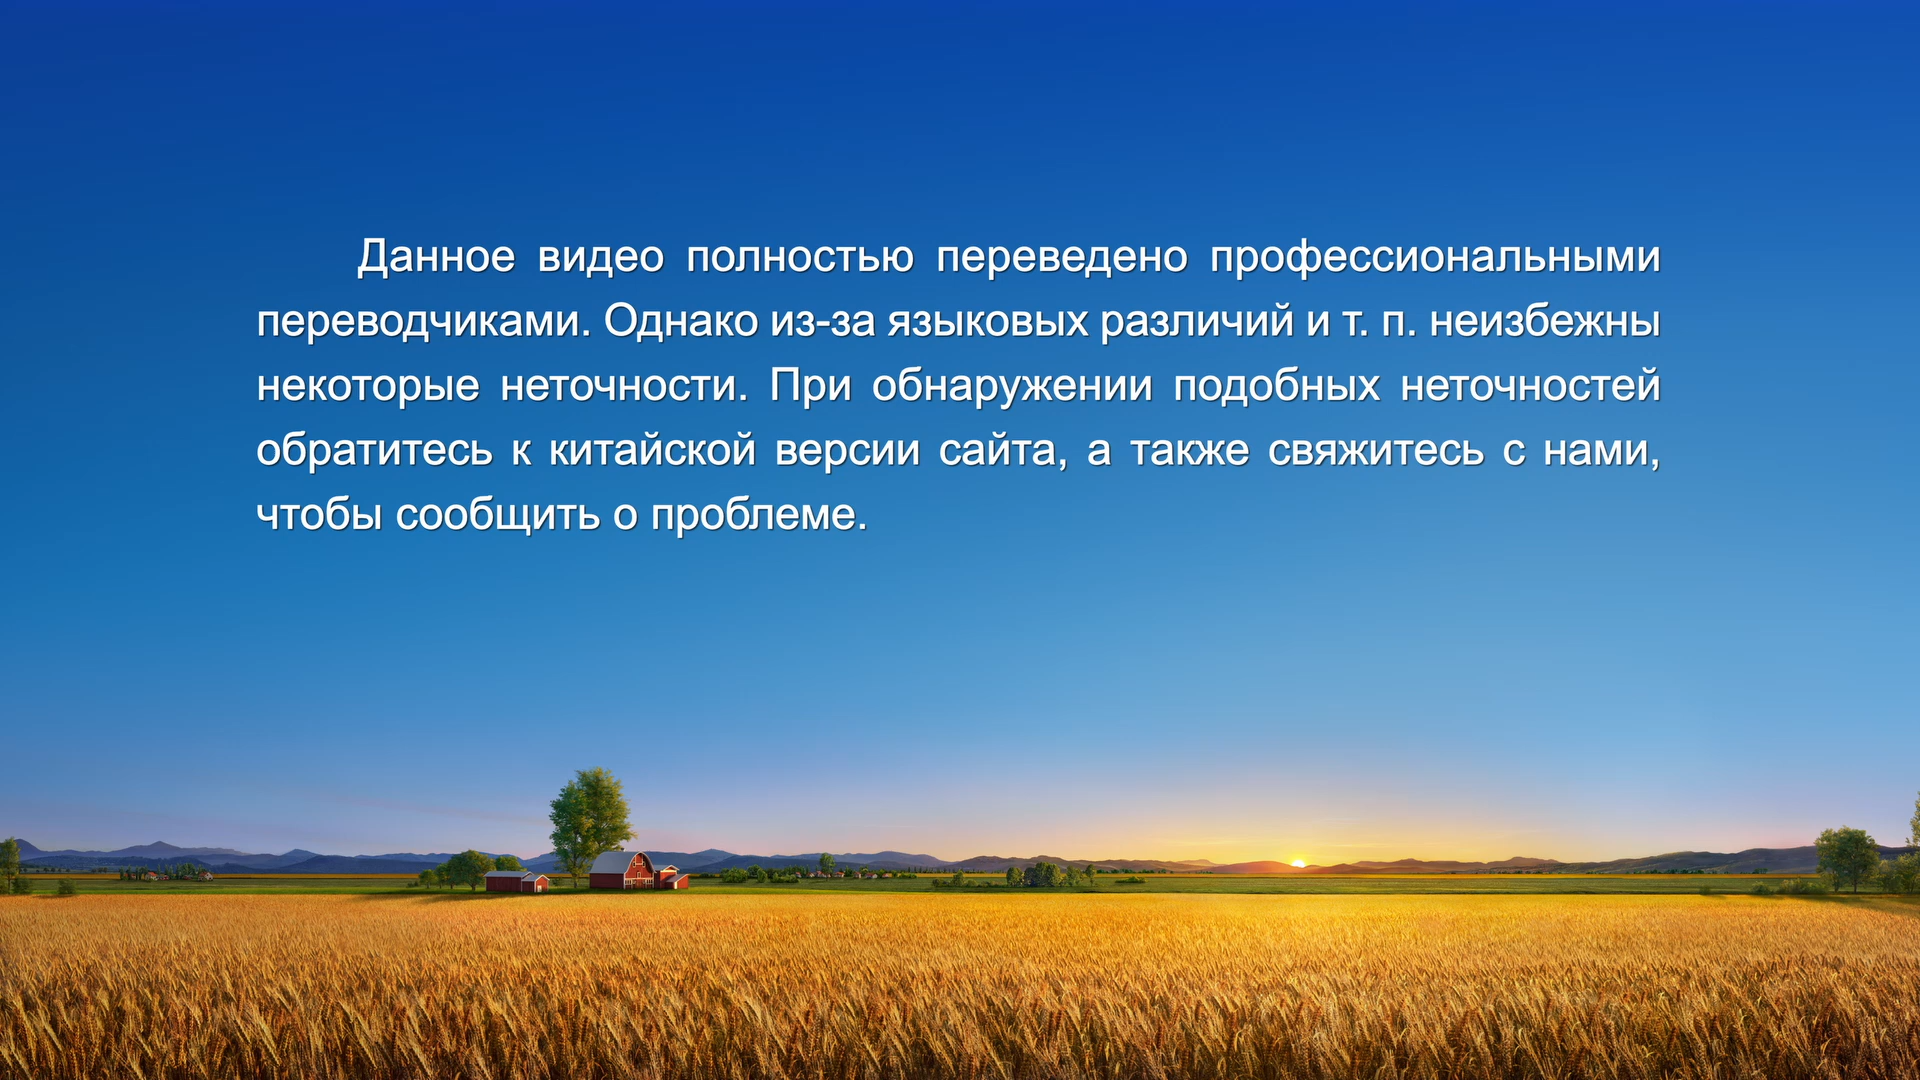 Данное видео полностью переведено профессиональными
переводчиками. Однако из-за языковых различий и т. п. неизбежны
некоторые неточности. При обнаружении подобных неточностей
обратитесь к китайской версии сайта, а также свяжитесь с нами,
чтобы сообщить о проблеме.